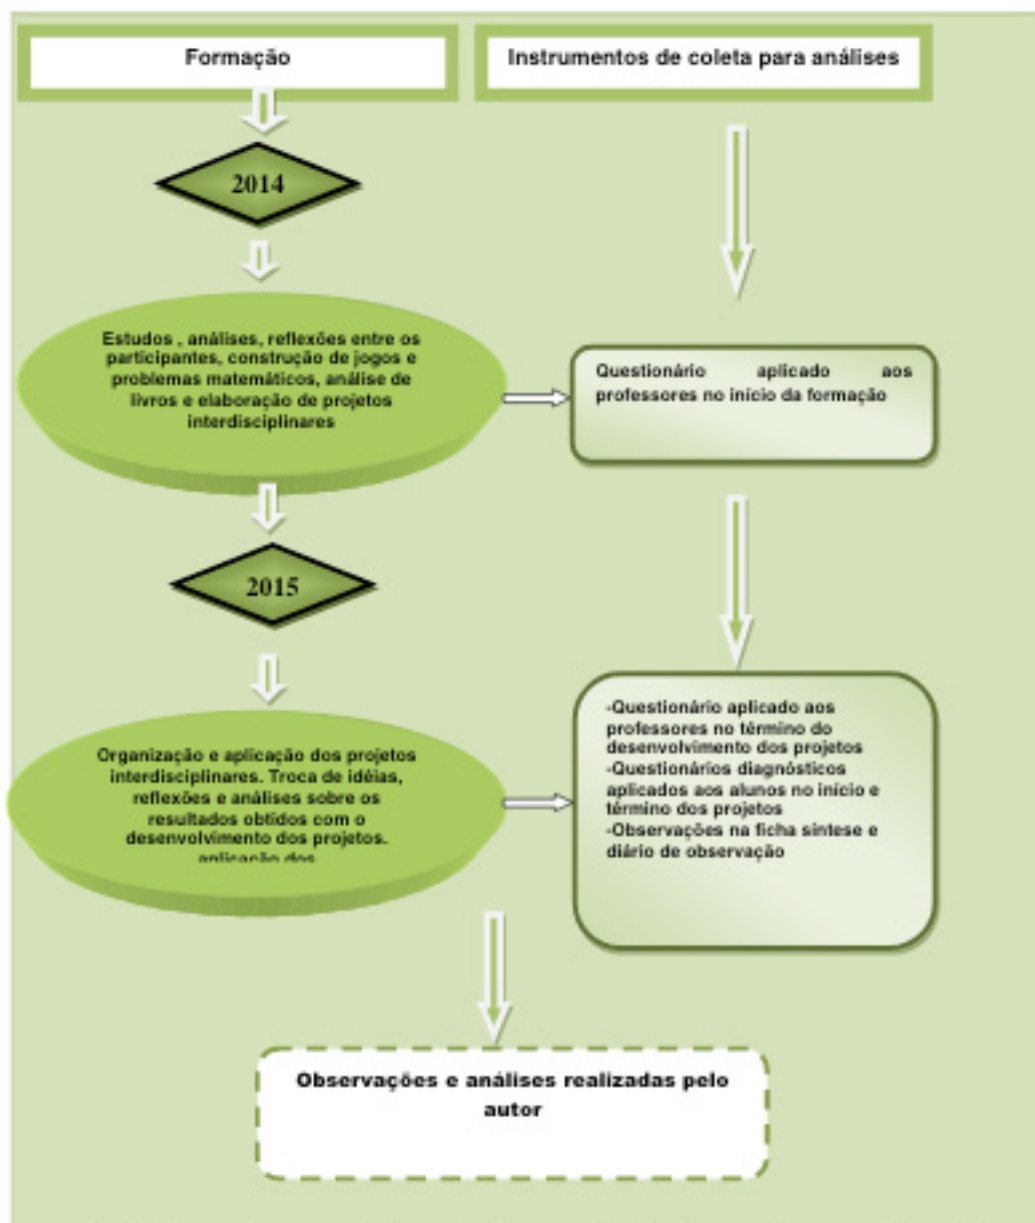 Formação
Instrumentos de coleta para análises
2014
Estudos , análises, reflexões entre os
participantes, construção de jogos e
problemas matemáticos, análise de
livros e elaboração de projetos
interdisciplinares
Questionário aplicado aos
professores no início da formação
2015
Organização e aplicação dos projetos
interdisciplinares. Troca de idéias,
reflexões e análises sobre os
resultados obtidos com o
desenvolvimento dos projetos.
aplicação dos
-Questionário aplicado aos
professores no término do
desenvolvimento dos projetos
-Questionários diagnósticos
aplicados aos alunos no início e
término dos projetos
-Observações na ficha síntese e
diário de observação
Observações e análises realizadas pelo
autor